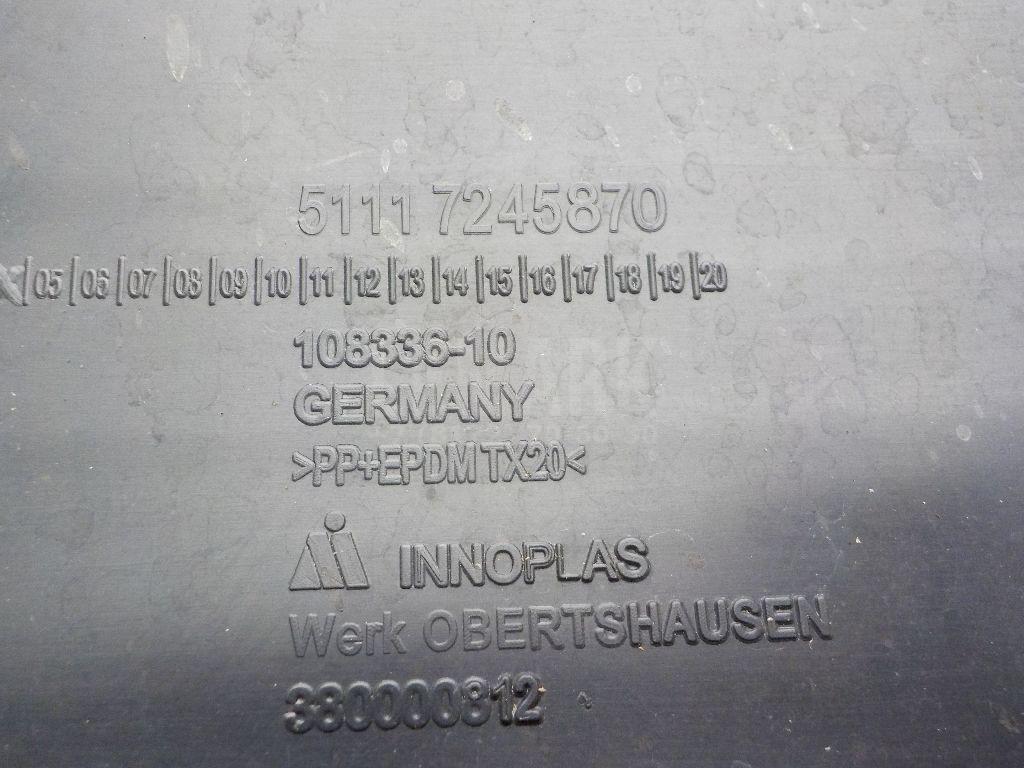 5111 7245870
05 06 07 08 09 10 11 12 13 14 15 16 17 18 19 20
108336-10
GERMANY
>PP+EPDM TX20<
INNOPLAS
Werk OBERTSHAUSEN
380000812